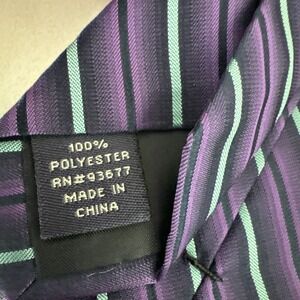 100%
POLYESTER
RN#93677
MADE IN
CHINA